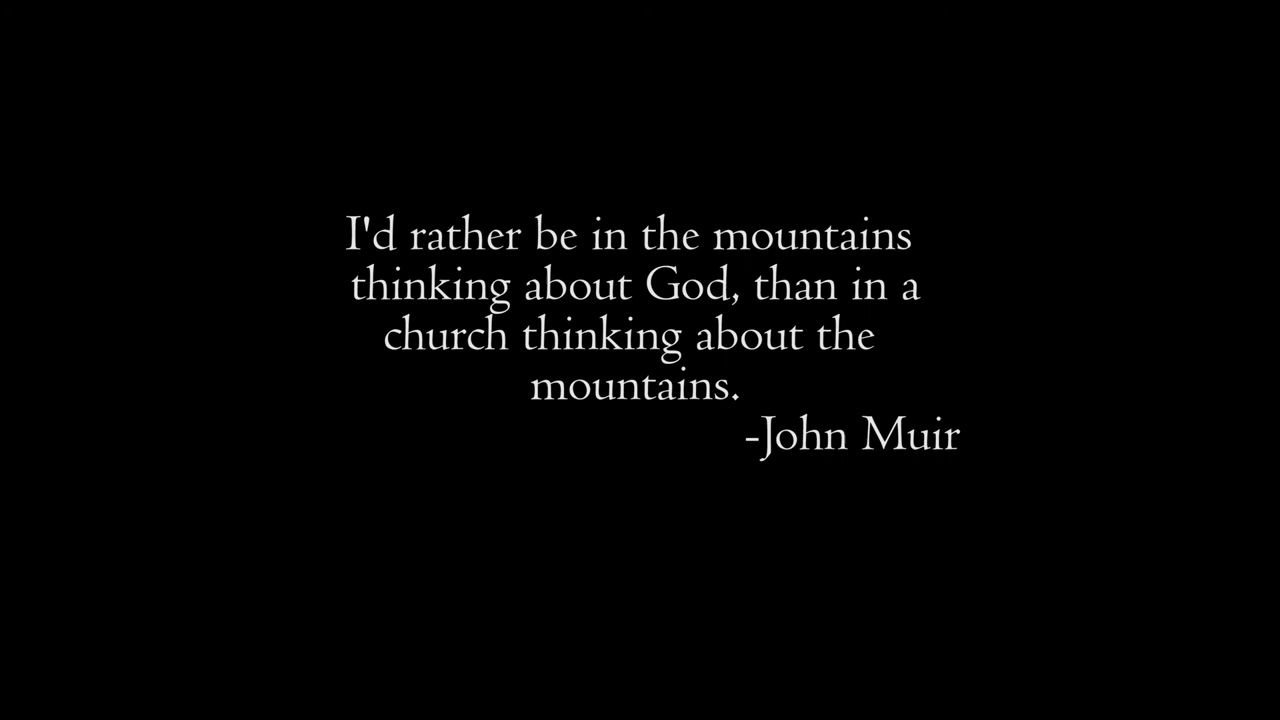 I'd rather be in the mountains
thinking about God, than in a
church thinking about the
mountains.
-John Muir